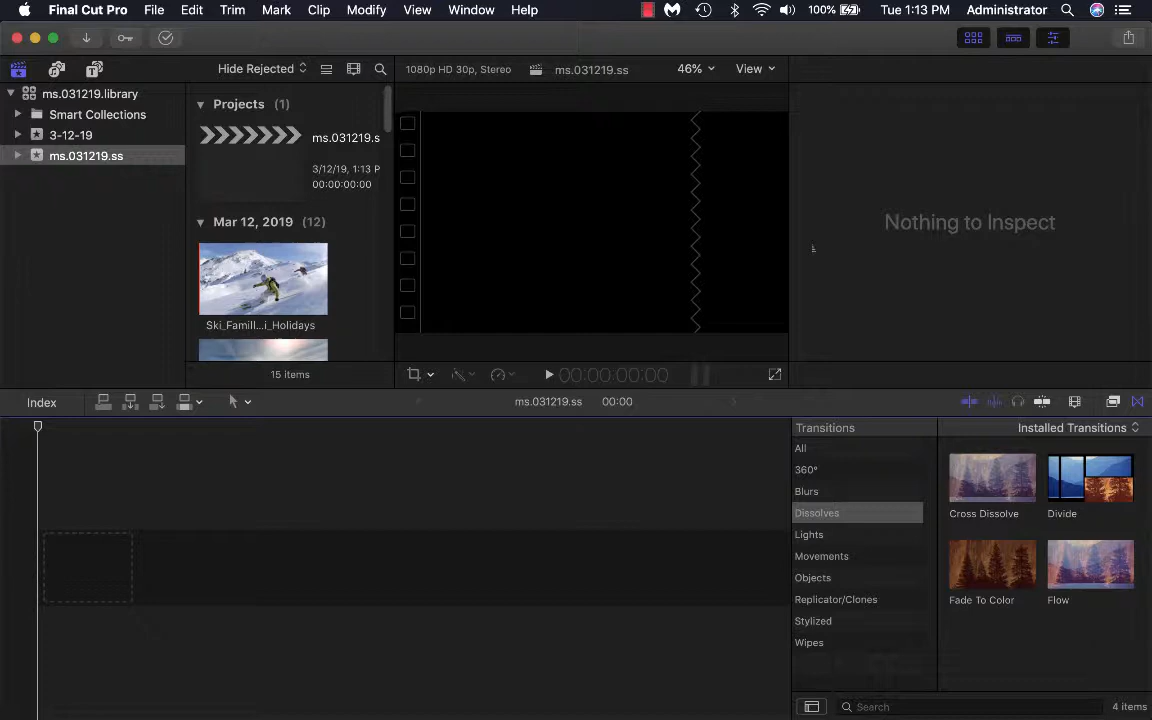 Final Cut Pro File Edit Trim Mark Clip Modify View Window Help 100% Tue 1:13 PM Administrator
Hide Rejected 1080p HD 30p, Stereo ms.031219.ss 46% View
ms.031219.library
Smart Collections
3-12-19
ms.031219.ss
Projects (1)
ms.031219.s
3/12/19, 1:13 P
00:00:00:00
Mar 12, 2019 (12)
Ski_Famill...i_Holidays
15 items
00:00:00:00
Nothing to Inspect
Index ms.031219.ss 00:00
Transitions
All
360°
Blurs
Dissolves
Lights
Movements
Objects
Replicator/Clones
Stylized
Wipes
Installed Transitions
Cross Dissolve Divide
Fade To Color Flow
Search 4 items